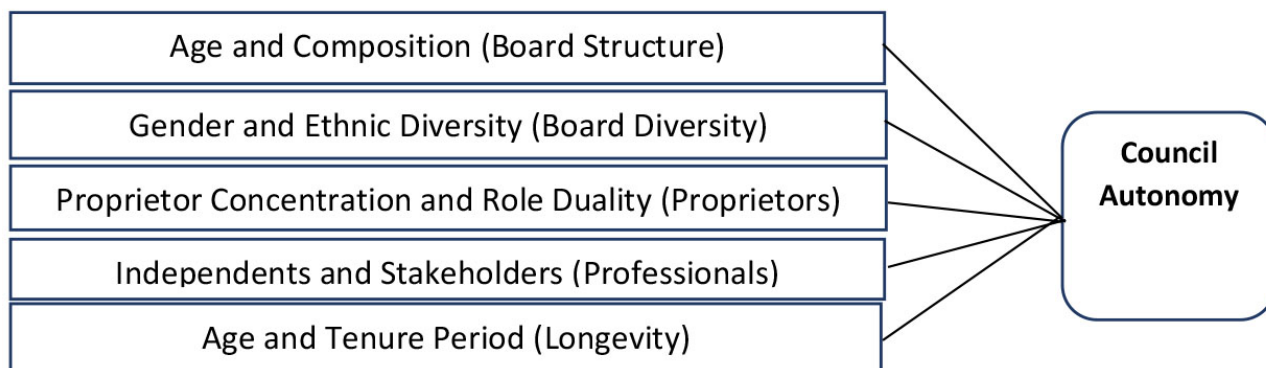 Age and Composition (Board Structure)
Gender and Ethnic Diversity (Board Diversity)
Proprietor Concentration and Role Duality (Proprietors)
Independents and Stakeholders (Professionals)
Age and Tenure Period (Longevity)
Council
Autonomy